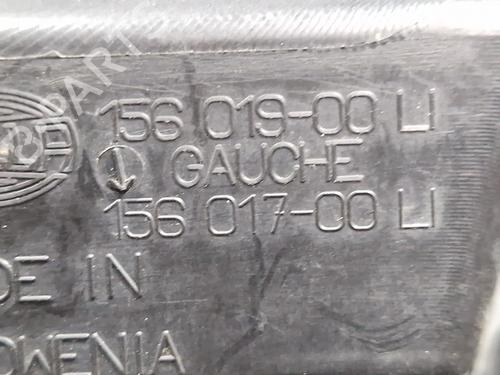 156 019-00 LI
GAUCHE
156 017-00 LI
DE IN
OWENIA